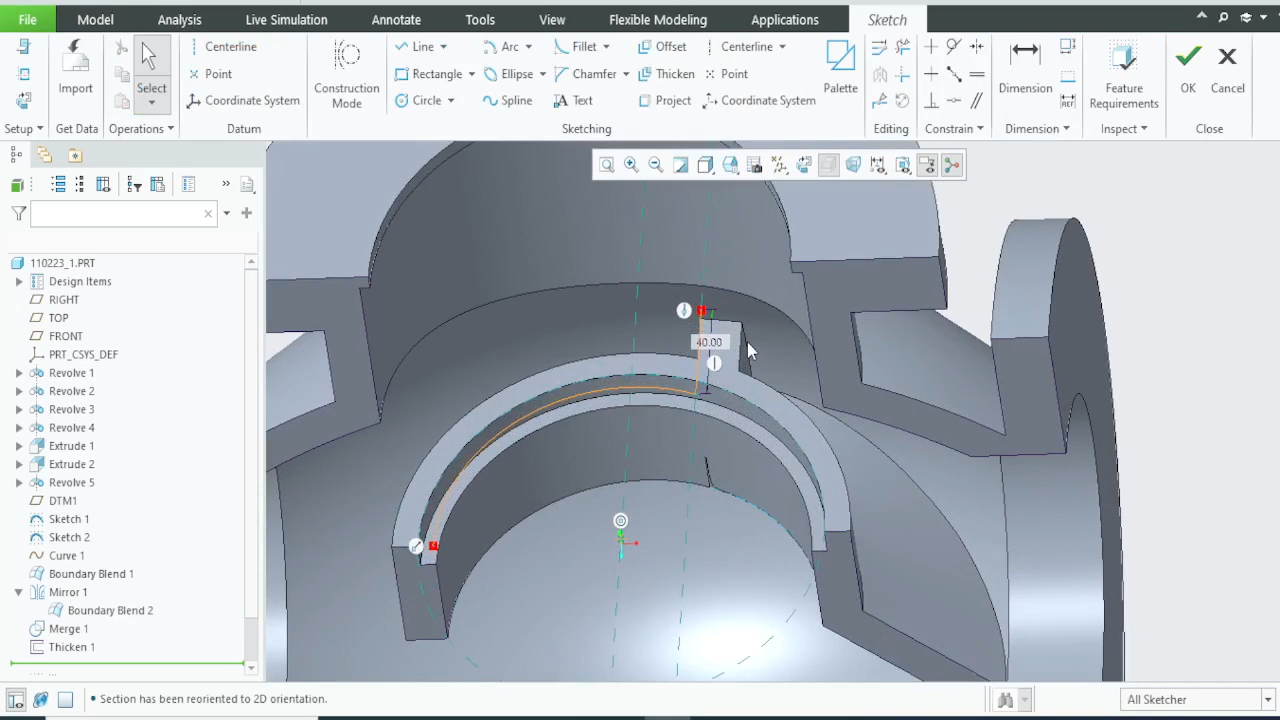 File Model Analysis Live Simulation Annotate Tools View Flexible Modeling Applications Sketch
Centerline Line Arc Fillet Offset Centerline
Point Rectangle Ellipse Chamfer Thicken Point
Coordinate System Circle Spline Text Project Coordinate System
Import Select Construction Mode Palette Dimension Feature Requirements OK Cancel
REF
Setup Get Data Operations Datum Sketching Editing Constrain Dimension Inspect Close
110223_1.PRT
Design Items
RIGHT
TOP
FRONT
PRT_CSYS_DEF
Revolve 1
Revolve 2
Revolve 3
Revolve 4
Extrude 1
Extrude 2
Revolve 5
DTM1
Sketch 1
Sketch 2
Curve 1
Boundary Blend 1
Mirror 1
Boundary Blend 2
Merge 1
Thicken 1
40.00
• Section has been reoriented to 2D orientation.
All Sketcher